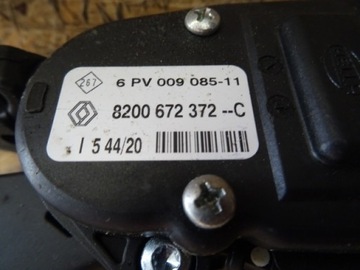 267 6 PV 009 085-11
8200 672 372--C
I 5 44/20